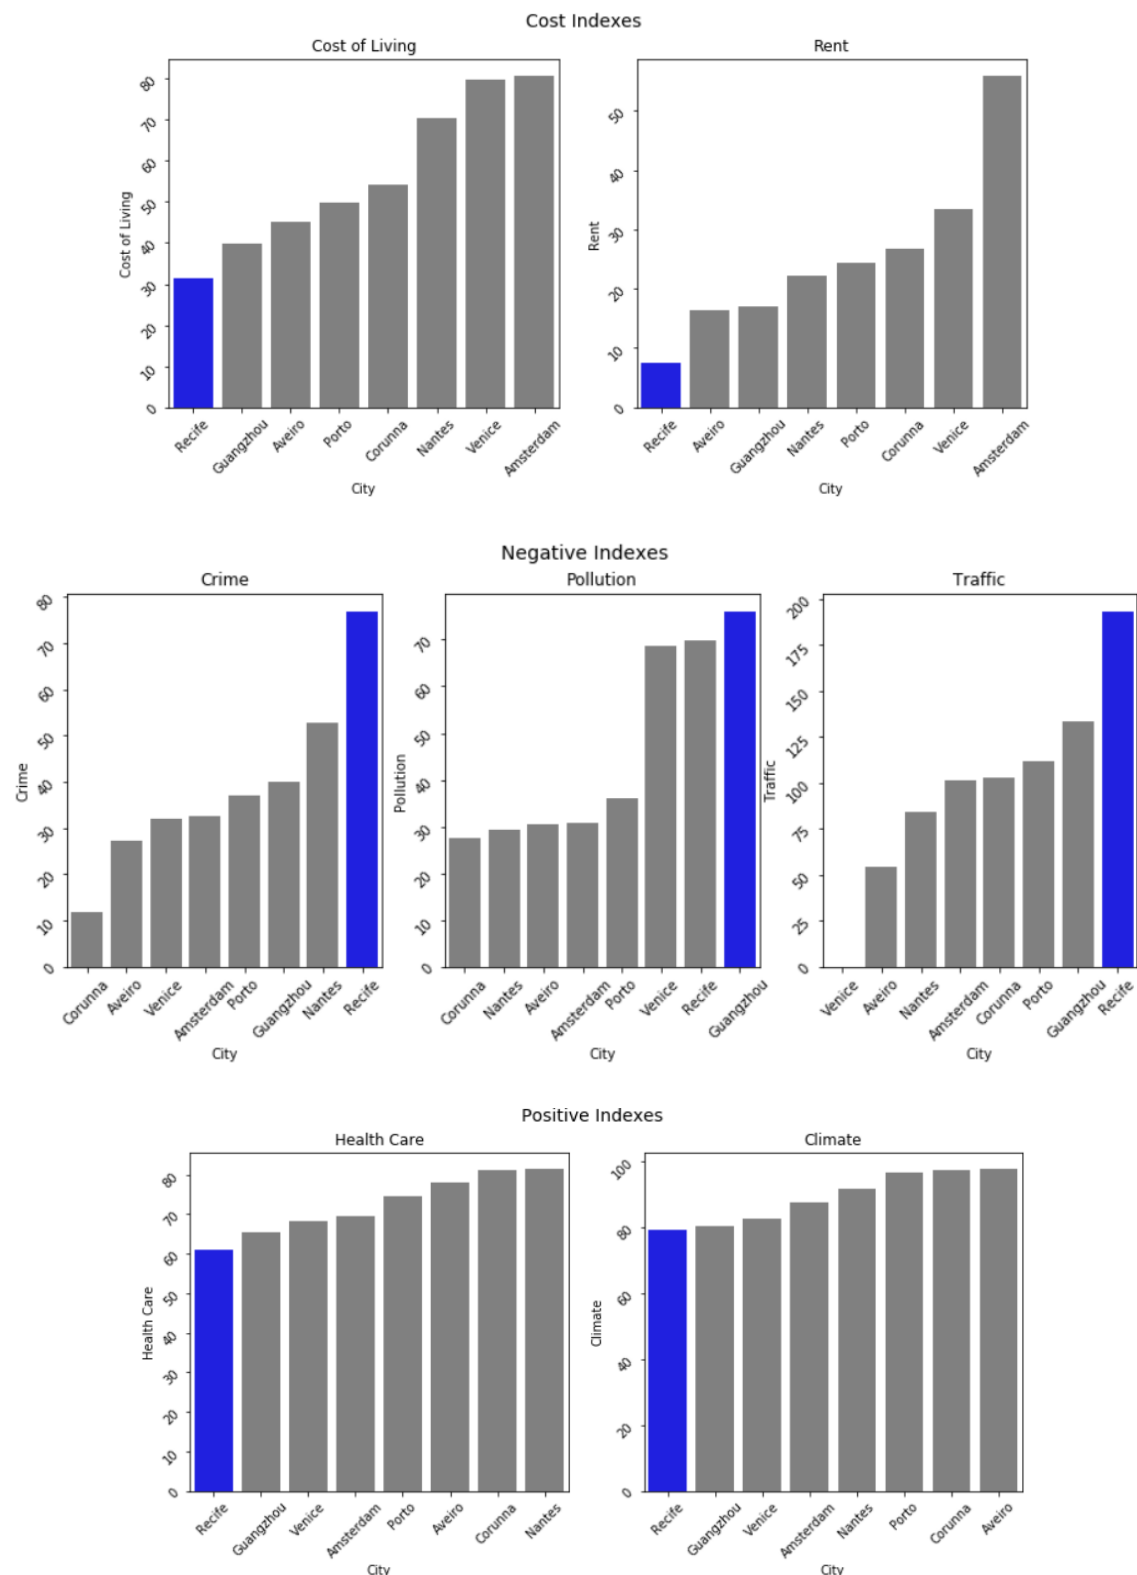 Cost Indexes
Cost of Living Rent
Cost of Living
0 10 20 30 40 50 60 70 80
Recife Guangzhou Aveiro Porto Corunna Nantes Venice Amsterdam
City
Rent
0 10 20 30 40 50
Recife Aveiro Guangzhou Nantes Porto Corunna Venice Amsterdam
City
Negative Indexes
Crime Pollution Traffic
Crime
0 10 20 30 40 50 60 70 80
Corunna Aveiro Venice Amsterdam Porto Guangzhou Nantes Recife
City
Pollution
0 10 20 30 40 50 60 70
Corunna Nantes Aveiro Amsterdam Porto Venice Recife Guangzhou
City
Traffic
0 25 50 75 100 125 150 175 200
Venice Aveiro Nantes Amsterdam Corunna Porto Guangzhou Recife
City
Positive Indexes
Health Care Climate
Health Care
0 10 20 30 40 50 60 70 80
Recife Guangzhou Venice Amsterdam Porto Aveiro Corunna Nantes
City
Climate
0 20 40 60 80 100
Recife Guangzhou Venice Amsterdam Nantes Porto Corunna Aveiro
City